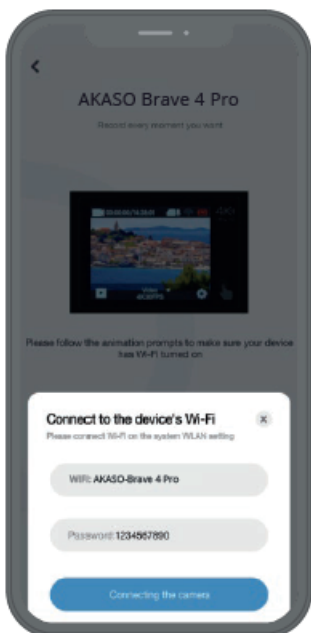 AKASO Brave 4 Pro
Record every moment you want
Video
Please follow the animation prompts to make sure your device
has Wi-Fi turned on
Connect to the device's Wi-Fi
Please connect Wi-Fi on the system WLAN setting
WIFI: AKASO-Brave 4 Pro
Password: 1234567890
Connecting the camera